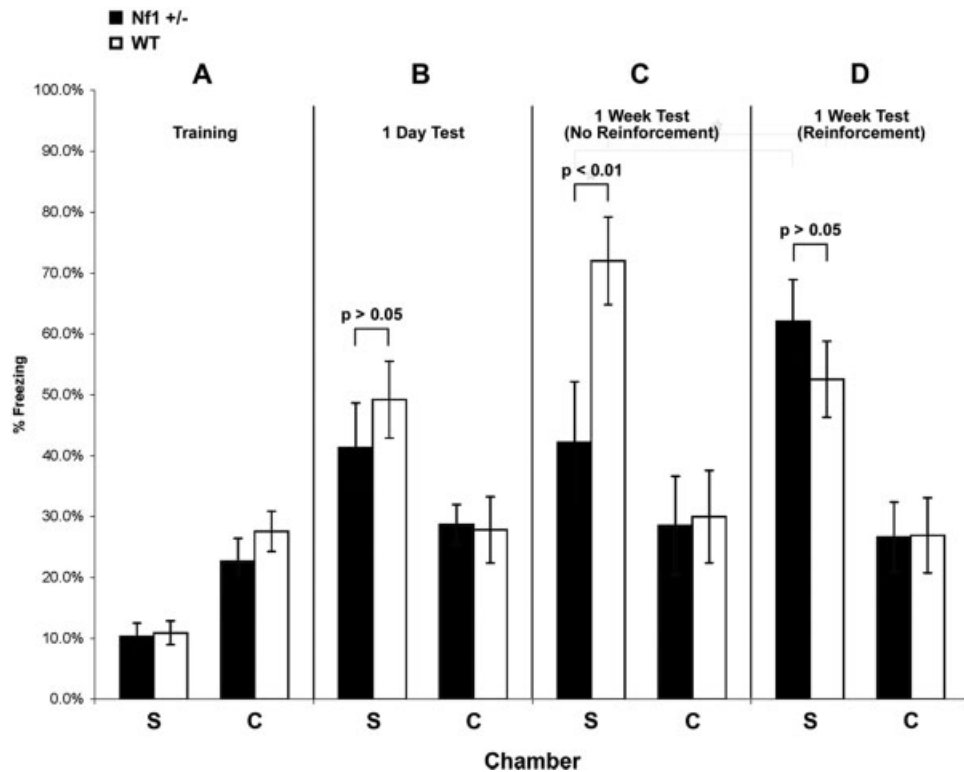 Nf1 +/-
WT
A
B
C
D
Training
1 Day Test
1 Week Test
(No Reinforcement)
1 Week Test
(Reinforcement)
100.0%
90.0%
80.0%
70.0%
60.0%
50.0%
40.0%
30.0%
20.0%
10.0%
0.0%
% Freezing
p > 0.05
p < 0.01
p > 0.05
S
C
S
C
S
C
S
C
Chamber